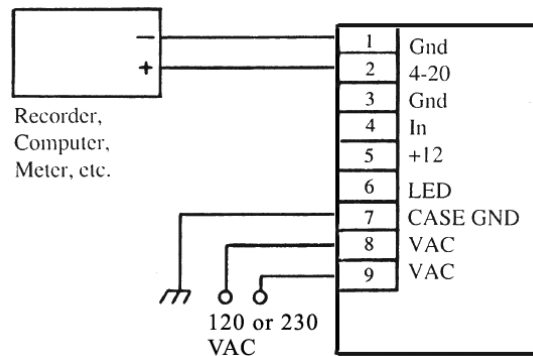 −
+
Recorder,
Computer,
Meter, etc.
1 Gnd
2 4-20
3 Gnd
4 In
5 +12
6 LED
7 CASE GND
8 VAC
9 VAC
120 or 230
VAC